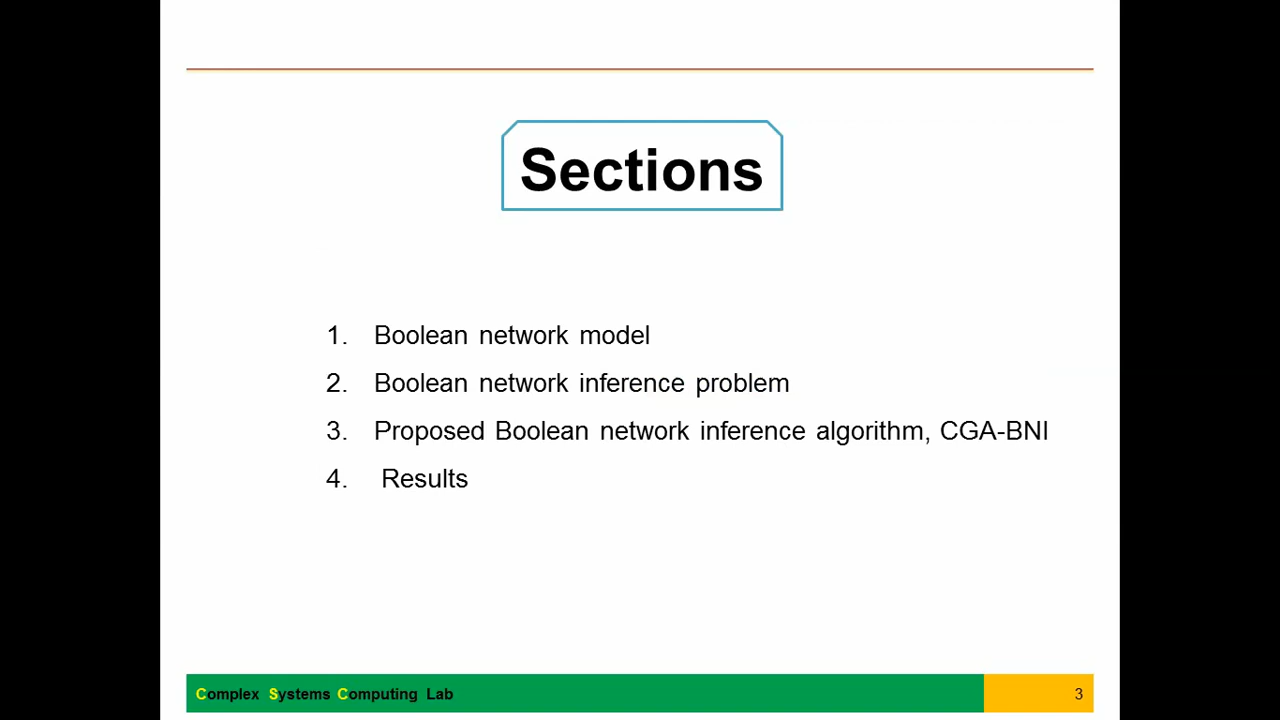 Sections
1. Boolean network model
2. Boolean network inference problem
3. Proposed Boolean network inference algorithm, CGA-BNI
4. Results
Complex Systems Computing Lab
3